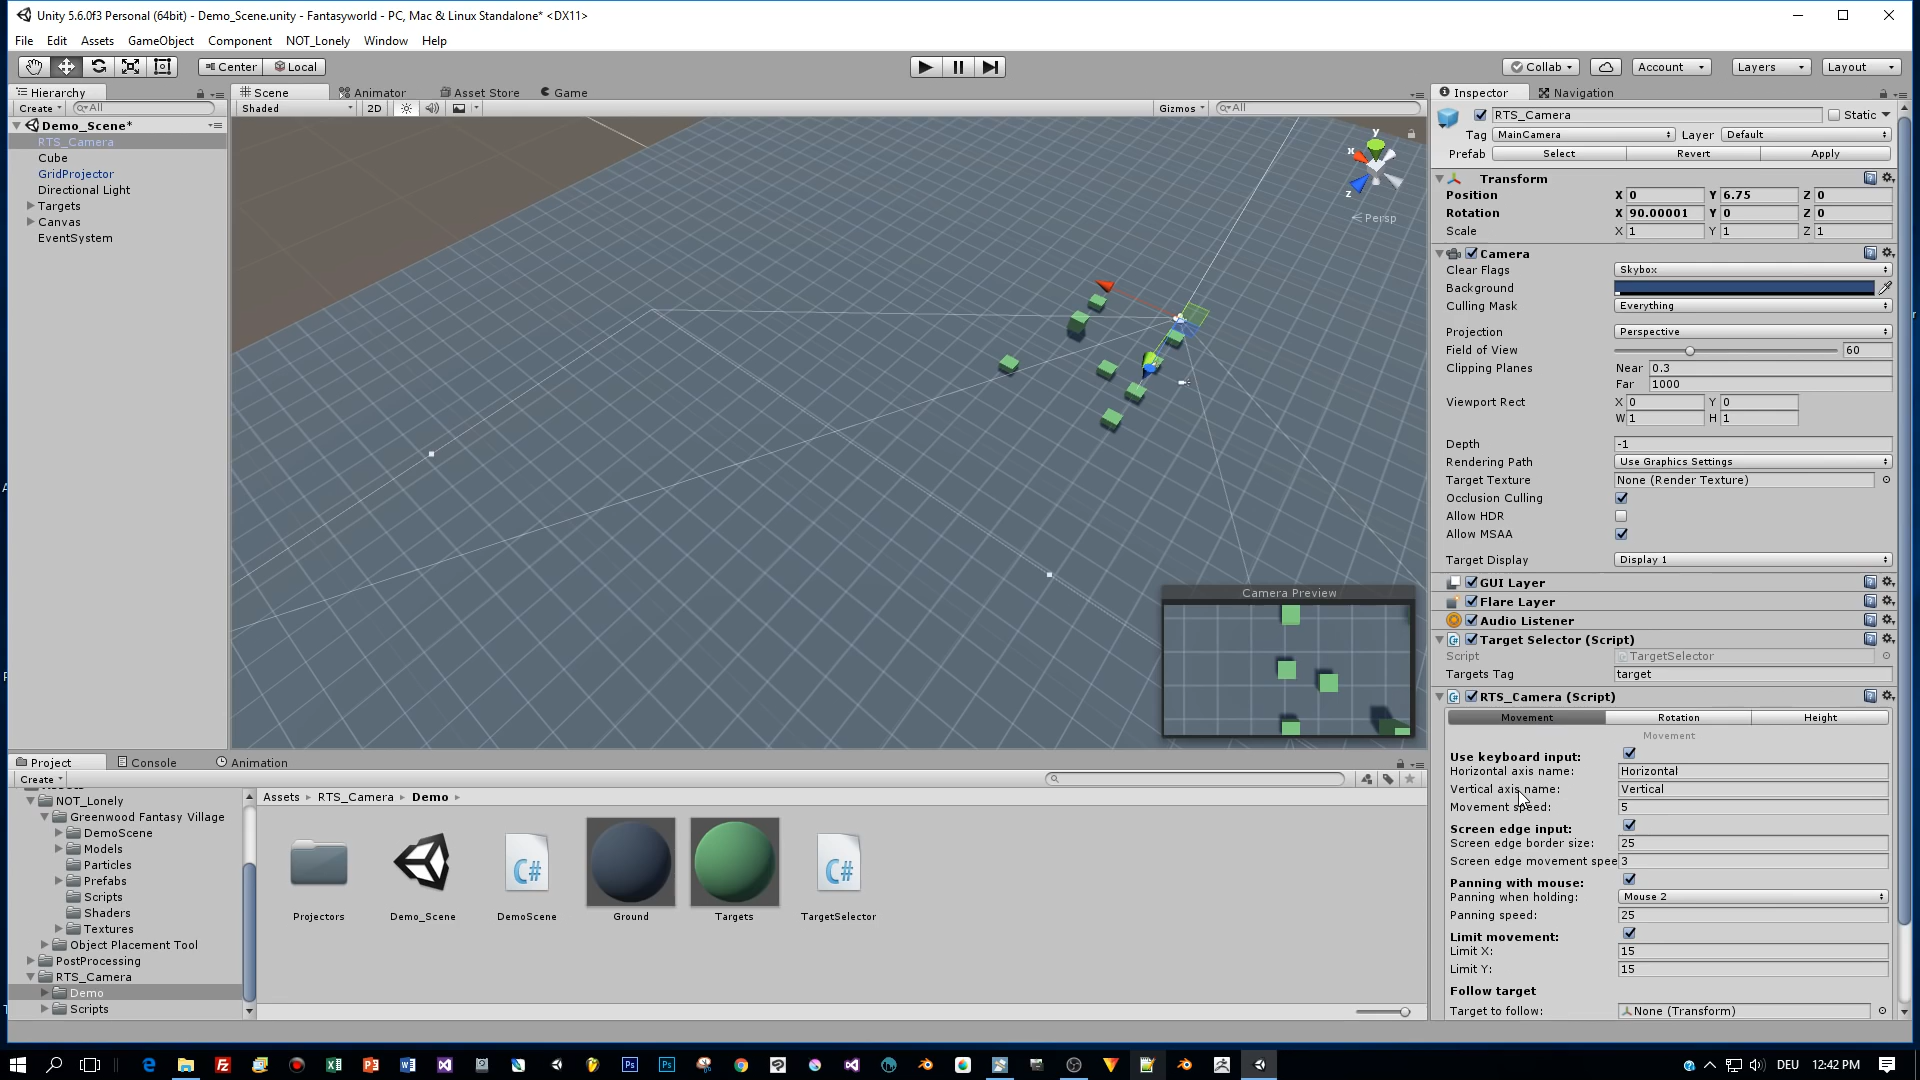 Unity 5.6.0f3 Personal (64bit) - Demo_Scene.unity - Fantasyworld - PC, Mac & Linux Standalone* <DX11>
File Edit Assets GameObject Component NOT_Lonely Window Help
Center Local Collab Account Layers Layout
Hierarchy
Create All
Demo_Scene*
RTS_Camera
Cube
GridProjector
Directional Light
Targets
Canvas
EventSystem
Scene Animator Asset Store Game
Shaded 2D Gizmos All
y
x
z
Persp
Camera Preview
Inspector Navigation
RTS_Camera Static
Tag MainCamera Layer Default
Prefab Select Revert Apply
Transform
Position X 0 Y 6.75 Z 0
Rotation X 90.00001 Y 0 Z 0
Scale X 1 Y 1 Z 1
Camera
Clear Flags Skybox
Background
Culling Mask Everything
Projection Perspective
Field of View 60
Clipping Planes Near 0.3
Far 1000
Viewport Rect X 0 Y 0
W 1 H 1
Depth -1
Rendering Path Use Graphics Settings
Target Texture None (Render Texture)
Occlusion Culling
Allow HDR
Allow MSAA
Target Display Display 1
GUI Layer
Flare Layer
Audio Listener
Target Selector (Script)
Script TargetSelector
Targets Tag target
RTS_Camera (Script)
Movement Rotation Height
Movement
Use keyboard input:
Horizontal axis name: Horizontal
Vertical axis name: Vertical
Movement speed: 5
Screen edge input:
Screen edge border size: 25
Screen edge movement spee 3
Panning with mouse:
Panning when holding: Mouse 2
Panning speed: 25
Limit movement:
Limit X: 15
Limit Y: 15
Follow target
Target to follow: None (Transform)
Project Console Animation
Create
NOT_Lonely
Greenwood Fantasy Village
DemoScene
Models
Particles
Prefabs
Scripts
Shaders
Textures
Object Placement Tool
PostProcessing
RTS_Camera
Demo
Scripts
Assets RTS_Camera Demo
C# C#
Projectors Demo_Scene DemoScene Ground Targets TargetSelector
DEU 12:42 PM